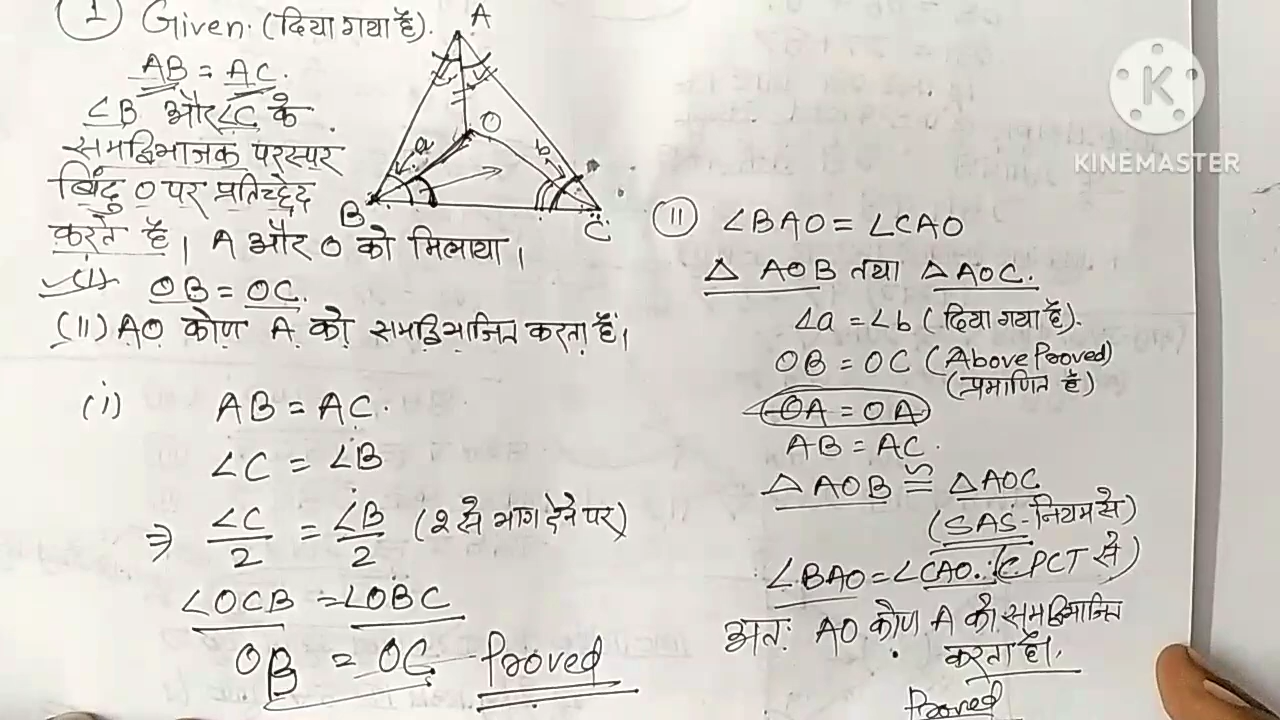 ① Given. (दिया गया है).
AB = AC.
∠B और ∠C के
समद्विभाजक परस्पर
बिंदु O पर प्रतिच्छेद
करते हैं। A और O को मिलाया।
(i) OB = OC.
(ii) AO कोण A को समद्विभाजित करता है।
A
O
a
b
B
C
(i) AB = AC.
∠C = ∠B
⇒ ∠C/2 = ∠B/2 (2 से भाग देने पर)
∠OCB = ∠OBC
OB = OC Proved
K
KINEMASTER
(II) ∠BAO = ∠CAO
△ AOB तथा △ AOC.
∠a = ∠b (दिया गया है).
OB = OC (Above Proved)
(प्रमाणित है)
OA = OA
AB = AC.
△ AOB ≅ △ AOC
(SAS- नियम से)
∠BAO = ∠CAO. (CPCT से)
अतः AO कोण A को समद्विभाजित
करता है।
Proved